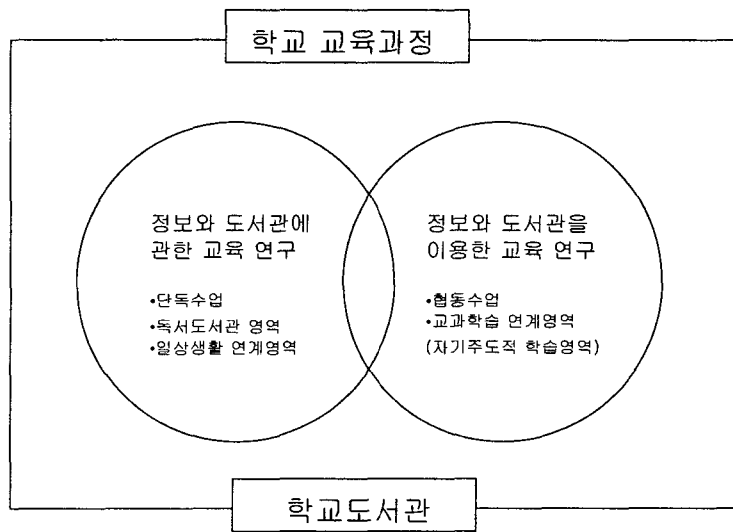 학교 교육과정
정보와 도서관에
관한 교육 연구
•단독수업
•독서도서관 영역
•일상생활 연계영역
정보와 도서관을
이용한 교육 연구
•협동수업
•교과학습 연계영역
(자기주도적 학습영역)
학교도서관